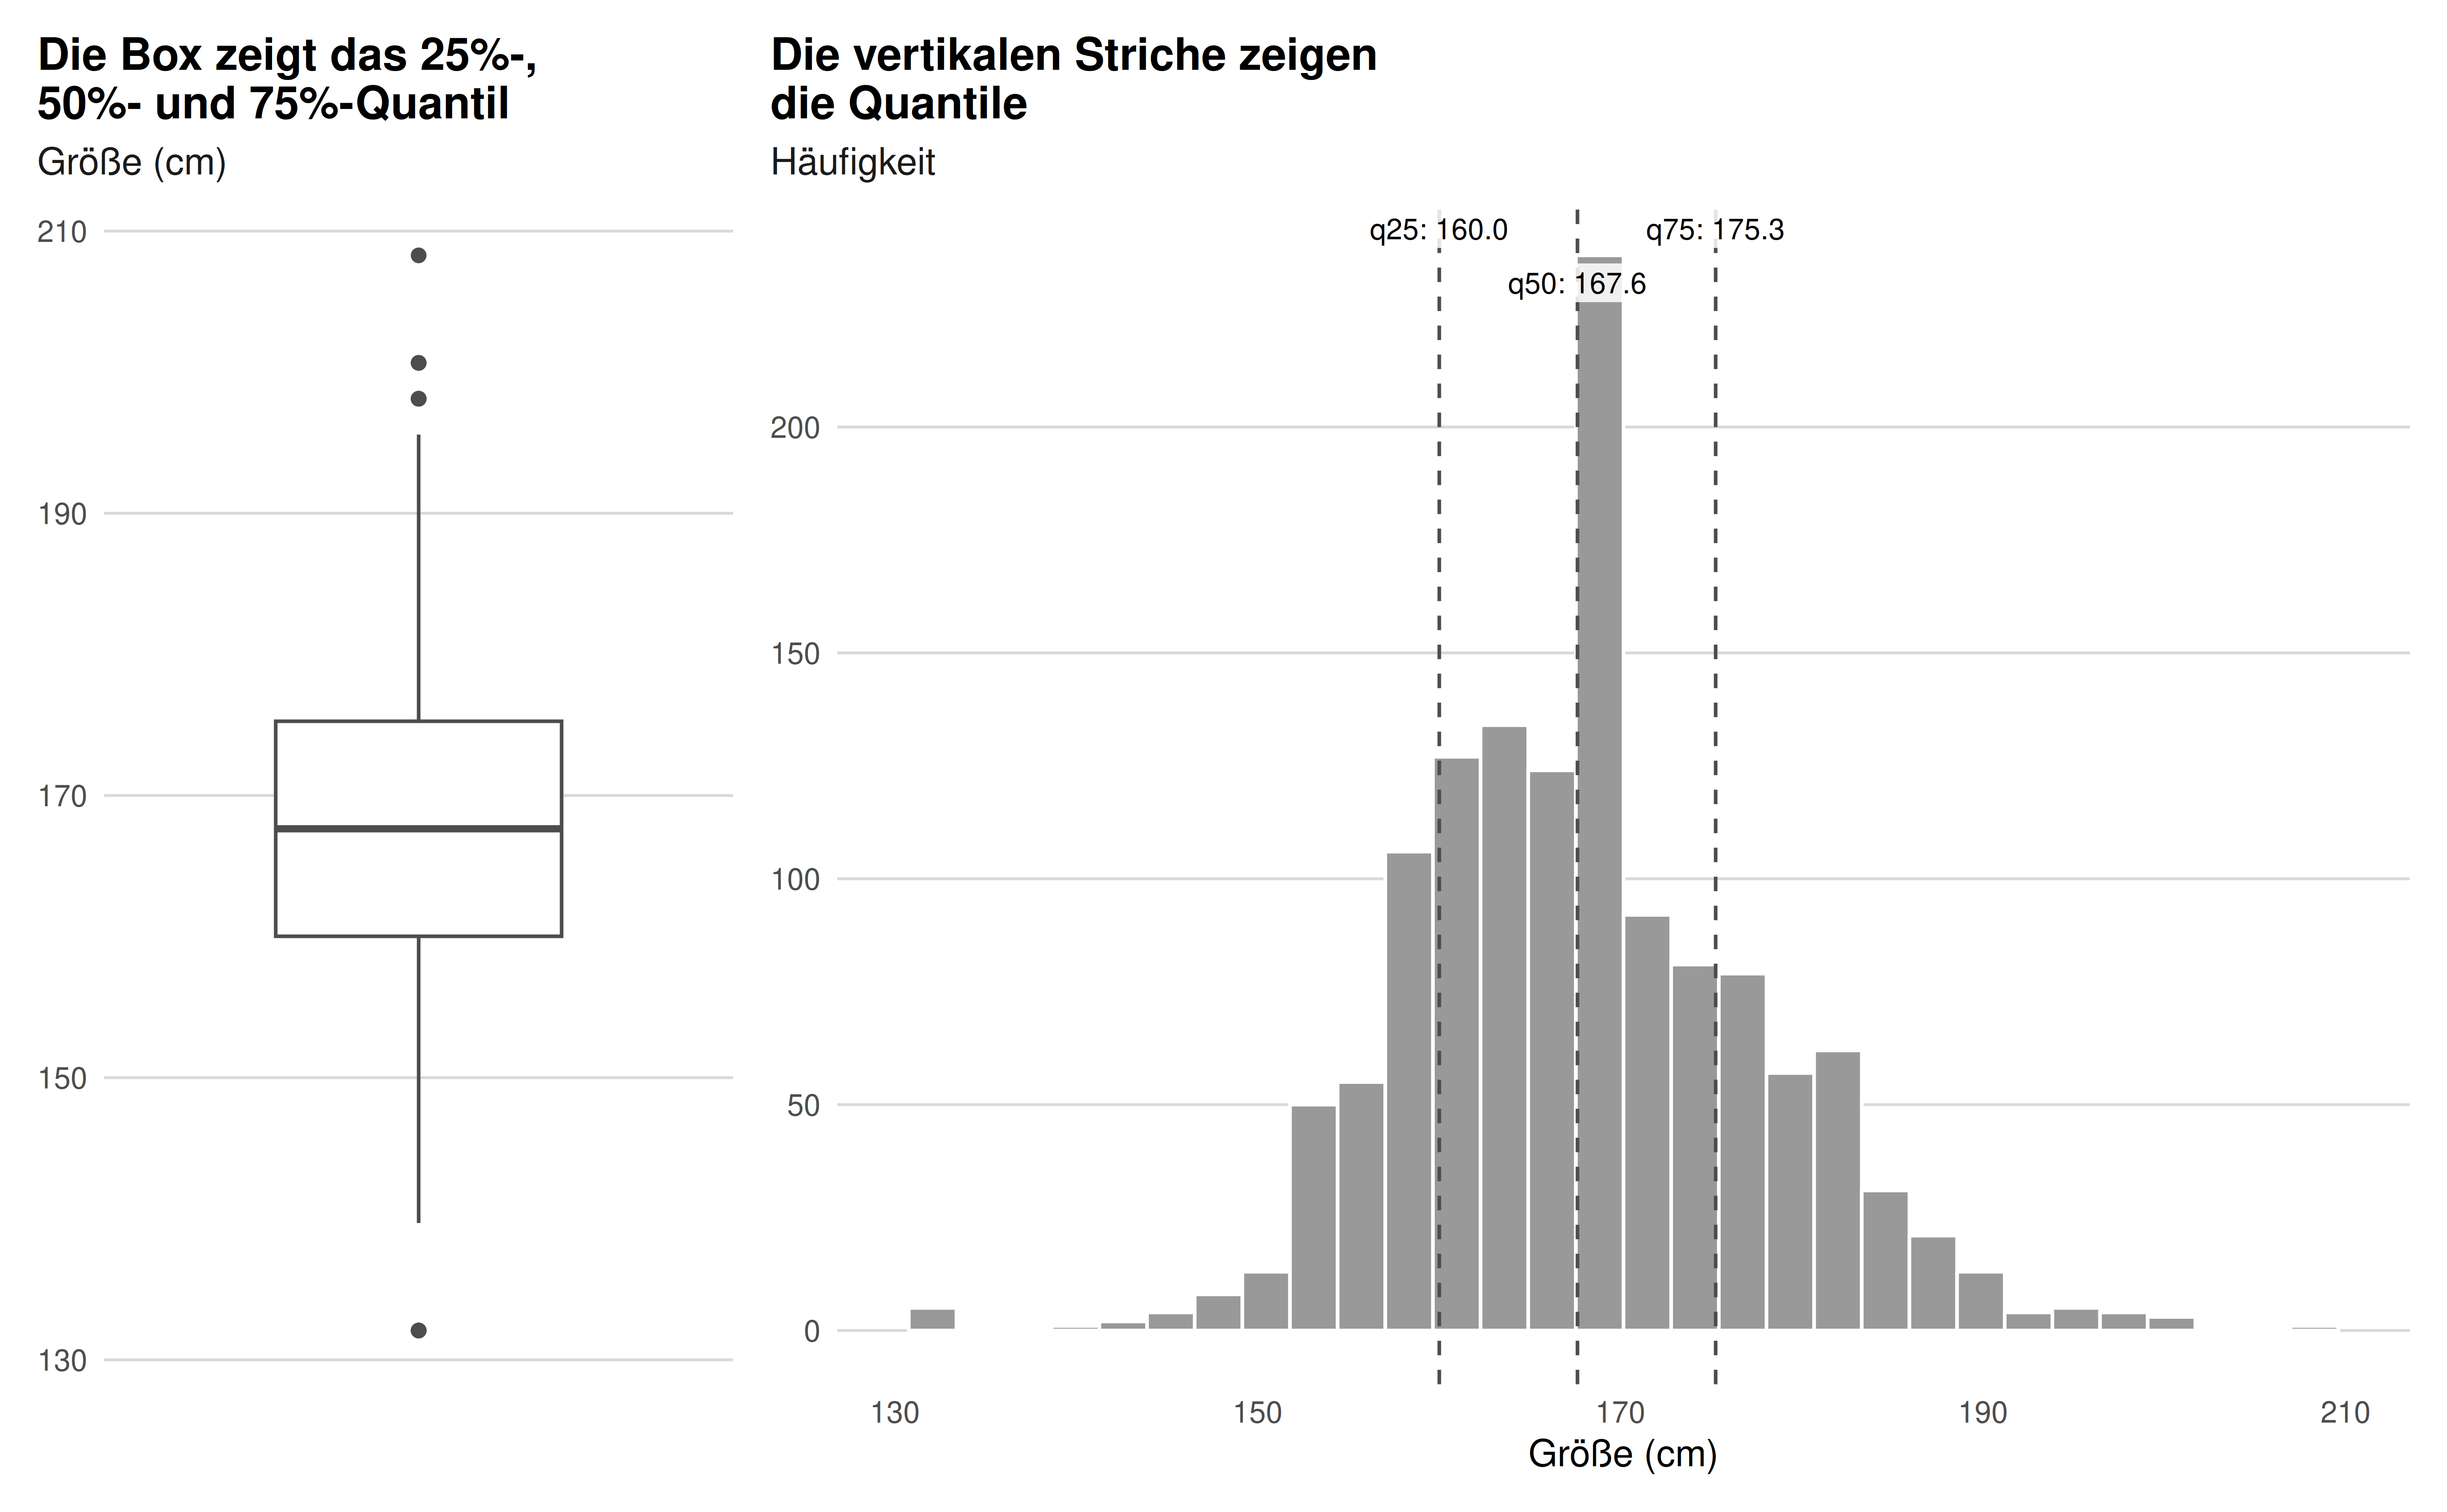 Die Box zeigt das 25%-,
50%- und 75%-Quantil
Größe (cm)
210
190
170
150
130
Die vertikalen Striche zeigen
die Quantile
Häufigkeit
q25: 160.0
q75: 175.3
q50: 167.6
200
150
100
50
0
130
150
170
190
210
Größe (cm)